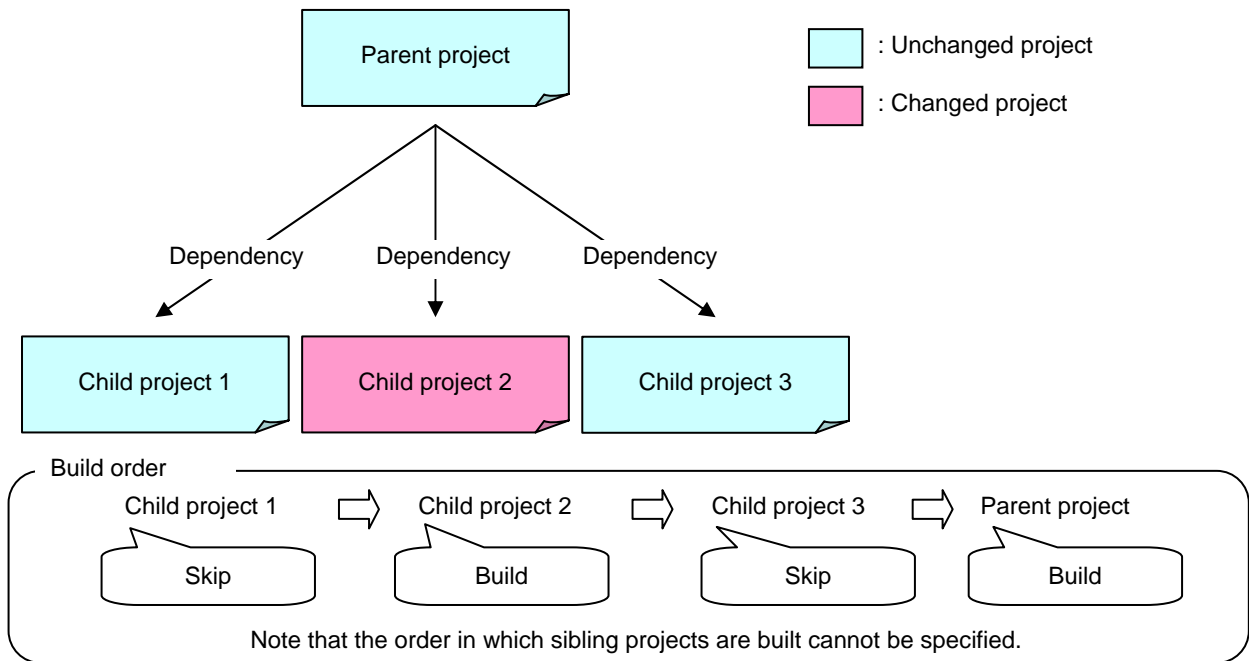 Parent project
: Unchanged project
: Changed project
Dependency Dependency Dependency
Child project 1 Child project 2 Child project 3
Build order
Child project 1 Child project 2 Child project 3 Parent project
Skip Build Skip Build
Note that the order in which sibling projects are built cannot be specified.